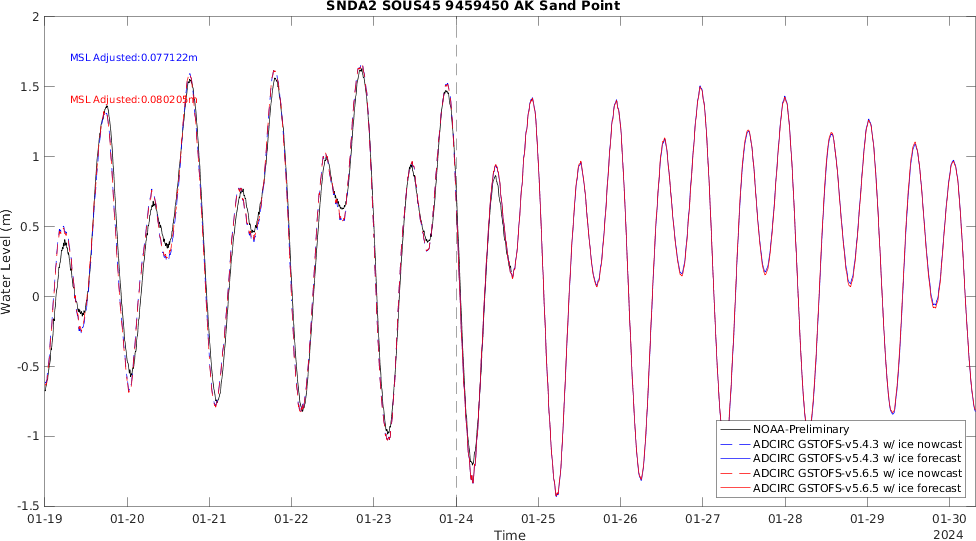 SNDA2 SOUS45 9459450 AK Sand Point
2
1.5
1
0.5
0
-0.5
-1
-1.5
Water Level (m)
MSL Adjusted:0.077122m
MSL Adjusted:0.080205m
NOAA-Preliminary
ADCIRC GSTOFS-v5.4.3 w/ ice nowcast
ADCIRC GSTOFS-v5.4.3 w/ ice forecast
ADCIRC GSTOFS-v5.6.5 w/ ice nowcast
ADCIRC GSTOFS-v5.6.5 w/ ice forecast
01-19 01-20 01-21 01-22 01-23 01-24 01-25 01-26 01-27 01-28 01-29 01-30
Time 2024